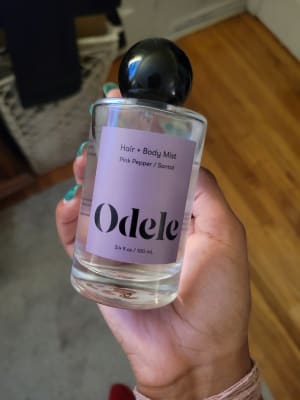 Hair + Body Mist
Pink Pepper / Santal
Odele
3.4 fl oz / 100 mL